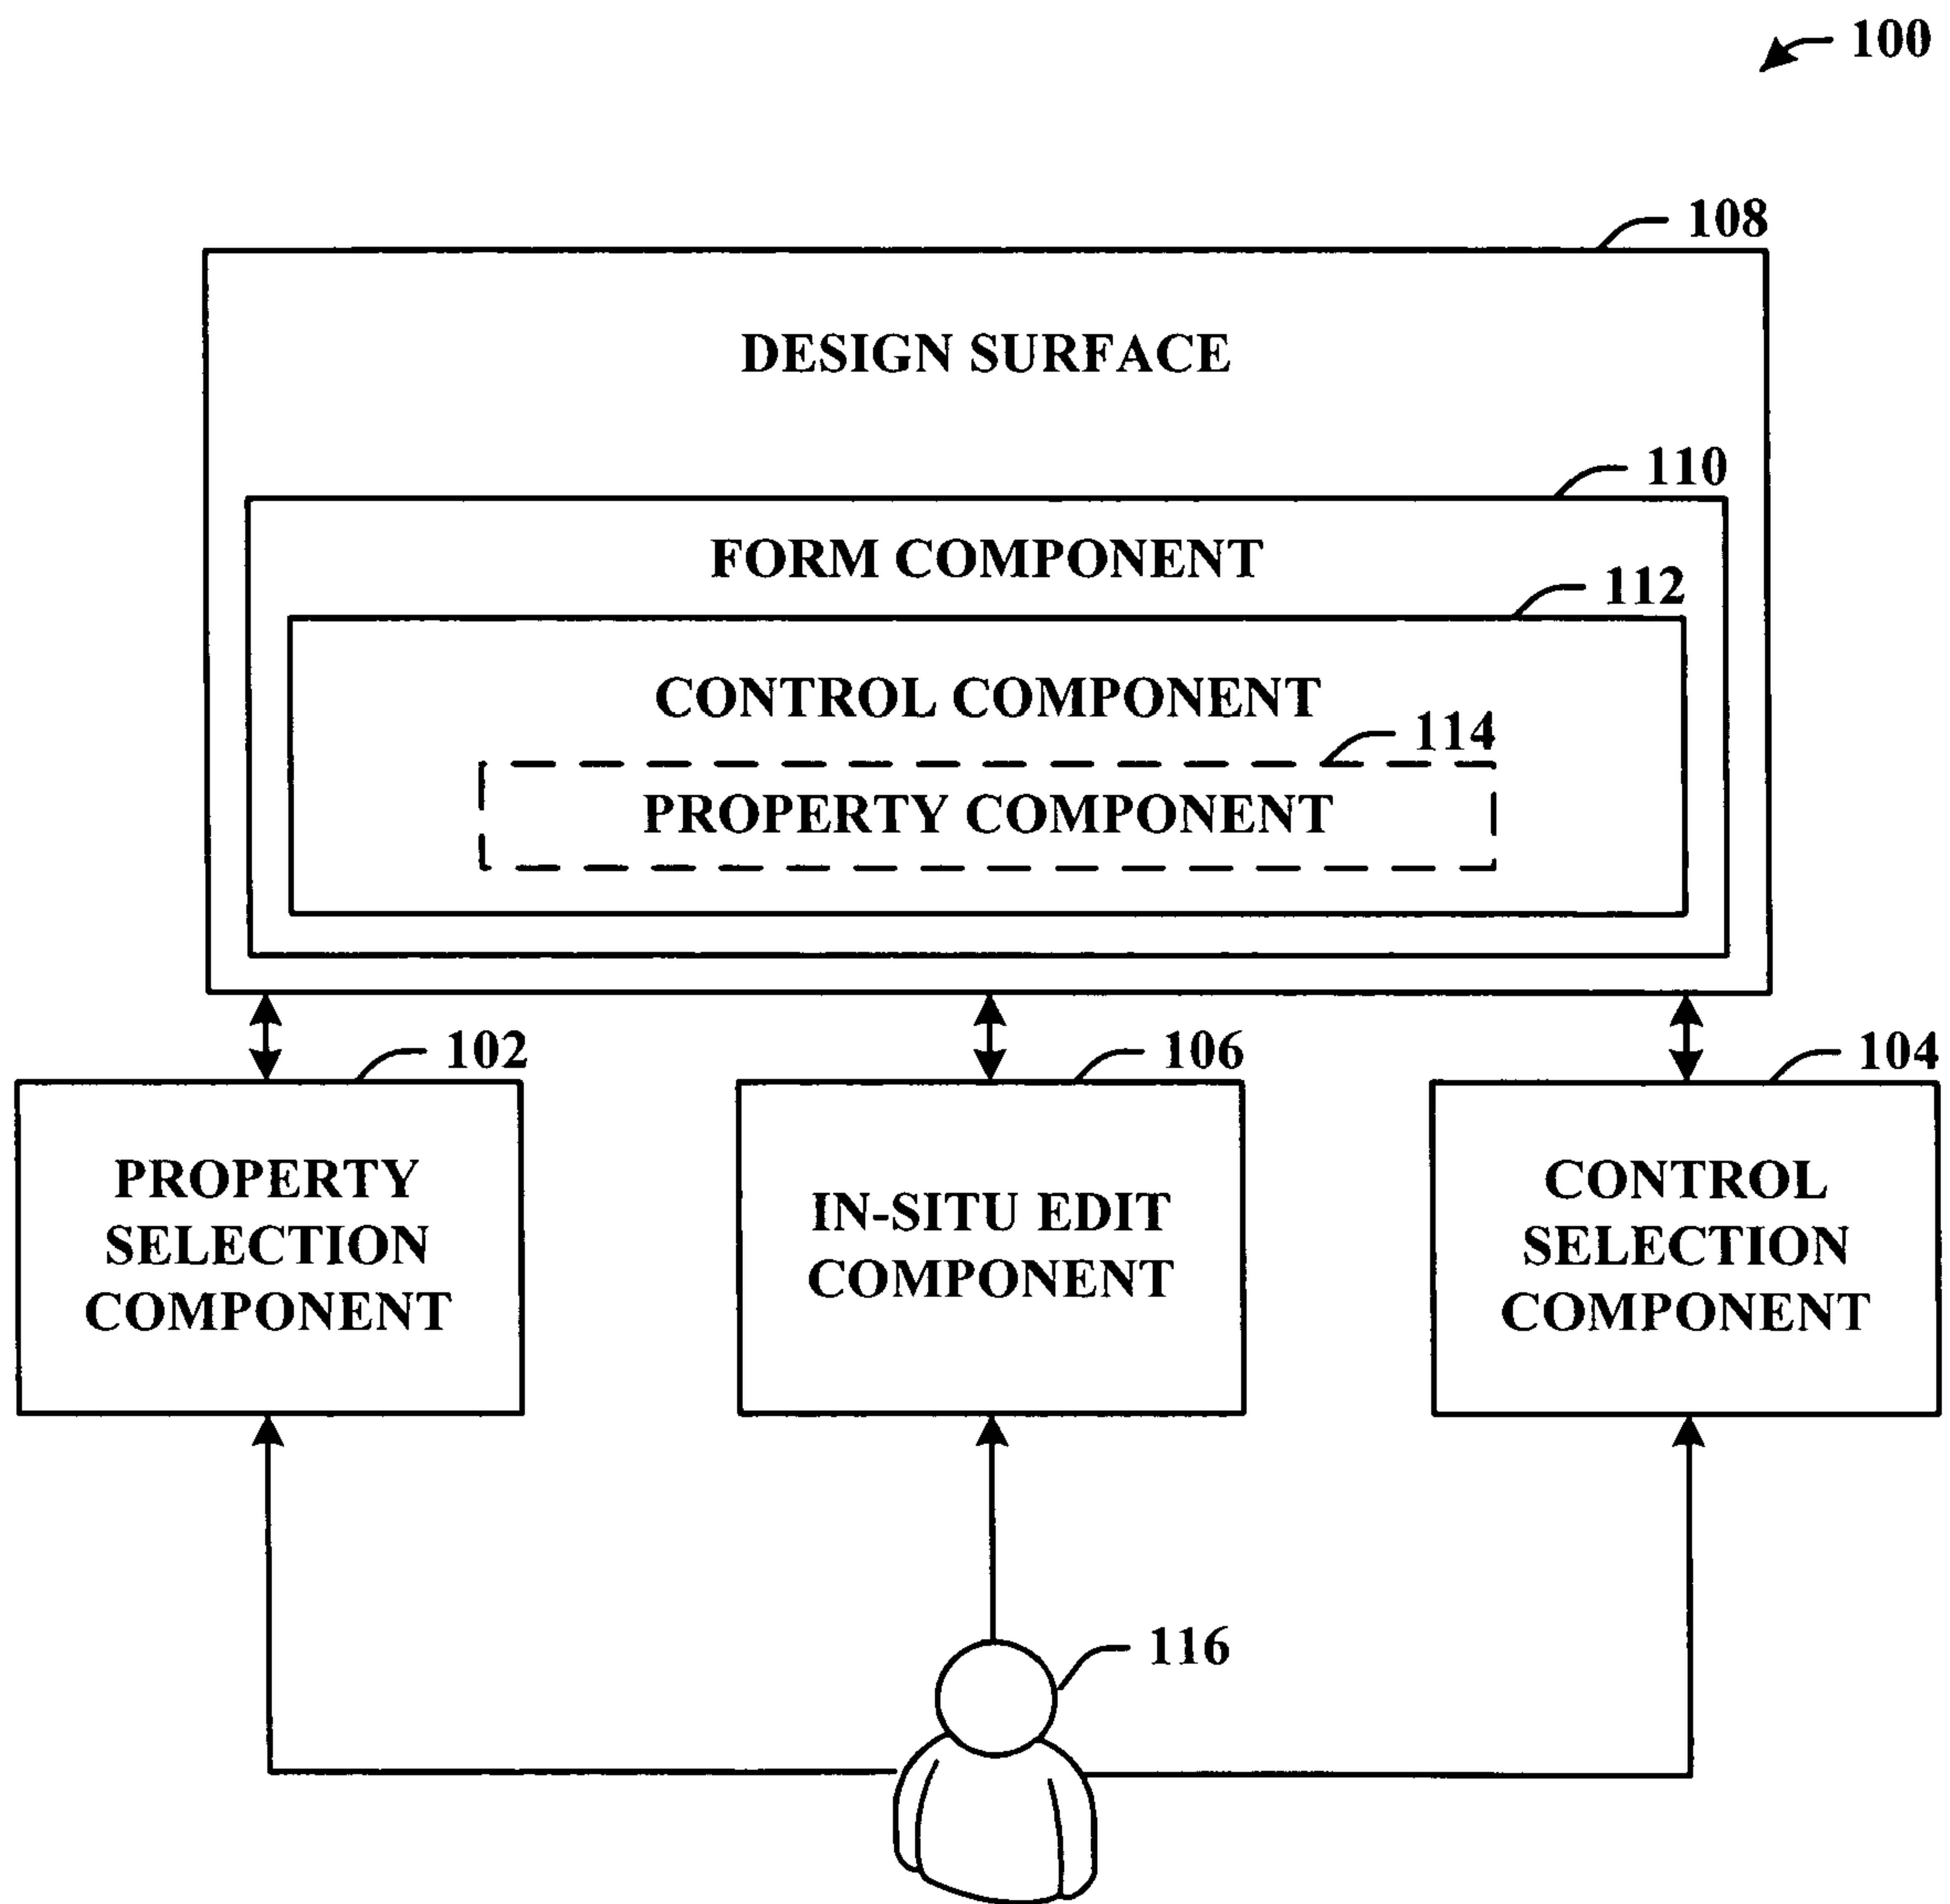 100
108
DESIGN SURFACE
110
FORM COMPONENT
112
CONTROL COMPONENT
114
PROPERTY COMPONENT
102
106
104
PROPERTY
SELECTION
COMPONENT
IN-SITU EDIT
COMPONENT
CONTROL
SELECTION
COMPONENT
116